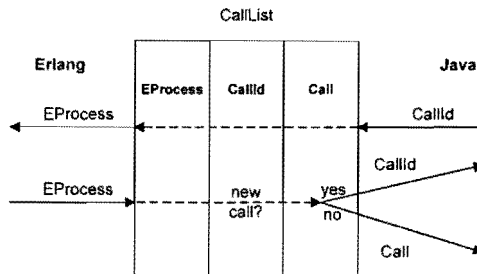 CallList
Erlang
Java
EProcess
CallId
Call
EProcess
CallId
CallId
EProcess
new
call?
yes
no
Call